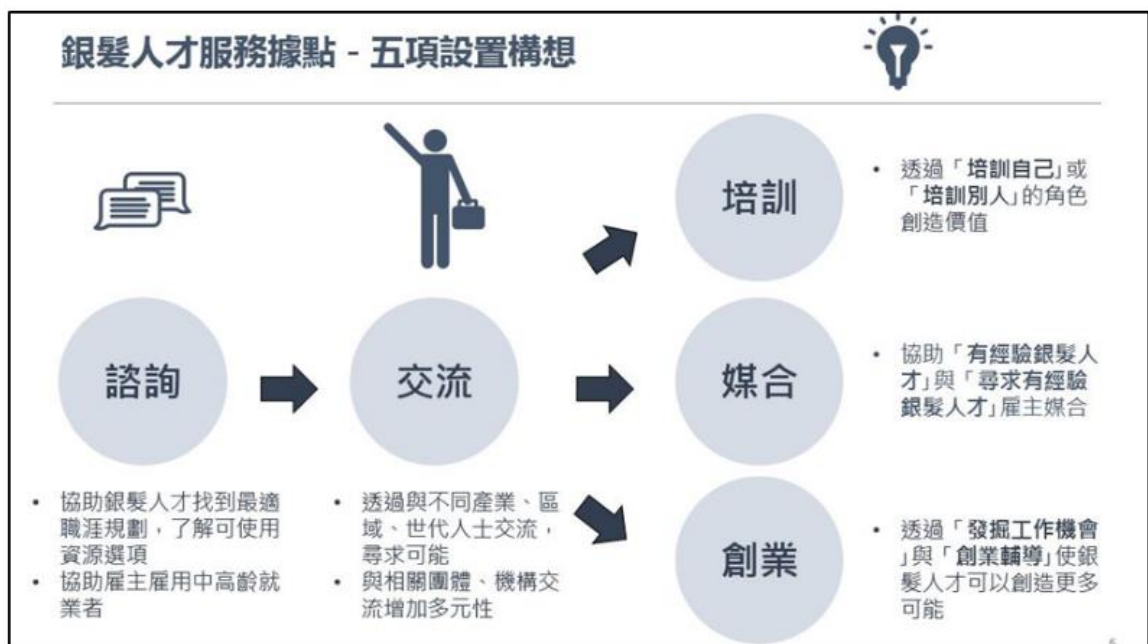 銀髮人才服務據點 - 五項設置構想
諮詢
• 協助銀髮人才找到最適
職涯規劃，了解可使用
資源選項
• 協助雇主雇用中高齡就
業者
交流
• 透過與不同產業、區
域、世代人士交流，
尋求可能
• 與相關團體、機構交
流增加多元性
培訓
• 透過「培訓自己」或
「培訓別人」的角色
創造價值
媒合
• 協助「有經驗銀髮人
才」與「尋求有經驗
銀髮人才」雇主媒合
創業
• 透過「發掘工作機會
」與「創業輔導」使銀
髮人才可以創造更多
可能